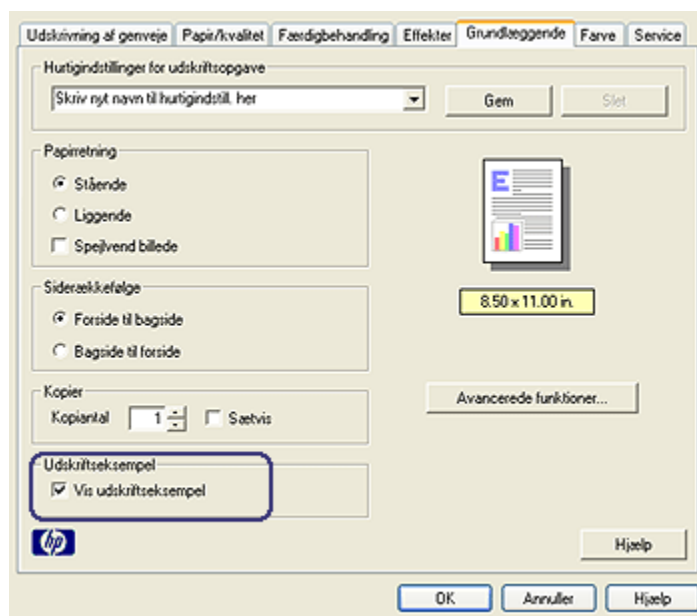 Udskrivning af genveje Papir/kvalitet Færdigbehandling Effekter Grundlæggende Farve Service
Hurtigindstillinger for udskriftsopgave
Skriv nyt navn til hurtigindstill. her Gem Slet
Papirretning
Stående
Liggende
Spejlvend billede
E
8.50 x 11.00 in.
Siderækkefølge
Forside til bagside
Bagside til forside
Kopier
Kopiantal 1 Sætvis
Avancerede funktioner...
Udskriftseksempel
Vis udskriftseksempel
hp
Hjælp
OK Annuller Hjælp